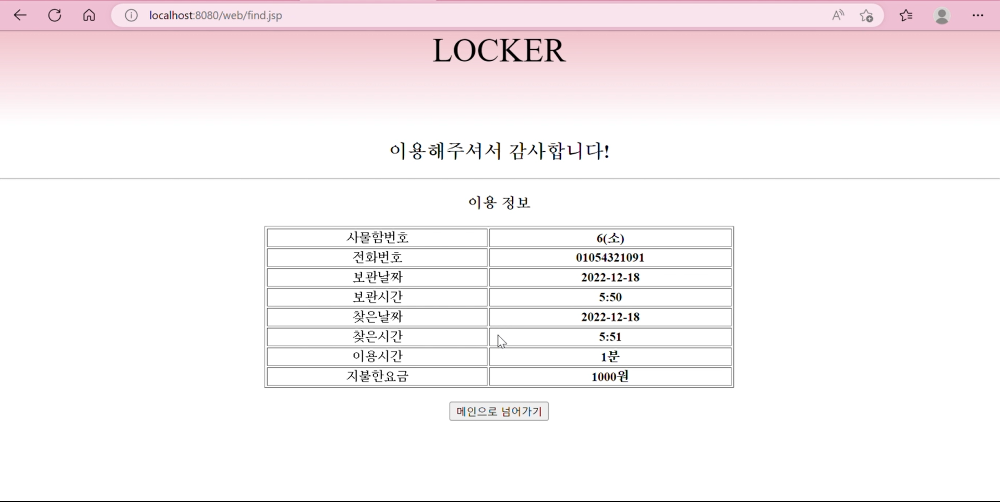 localhost:8080/web/find.jsp
LOCKER
이용해주셔서 감사합니다!
이용 정보
사물함번호 6(소)
전화번호 01054321091
보관날짜 2022-12-18
보관시간 5:50
찾은날짜 2022-12-18
찾은시간 5:51
이용시간 1분
지불한요금 1000원
메인으로 넘어가기